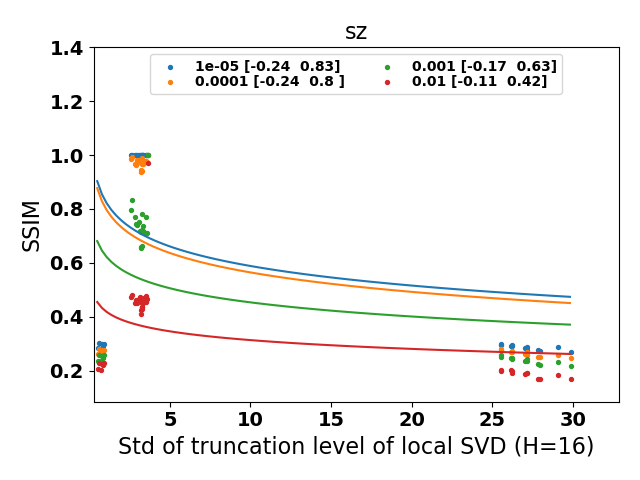 sz
1e-05 [-0.24  0.83]
0.0001 [-0.24  0.8 ]
0.001 [-0.17  0.63]
0.01 [-0.11  0.42]
1.4
1.2
1.0
0.8
0.6
0.4
0.2
SSIM
5 10 15 20 25 30
Std of truncation level of local SVD (H=16)